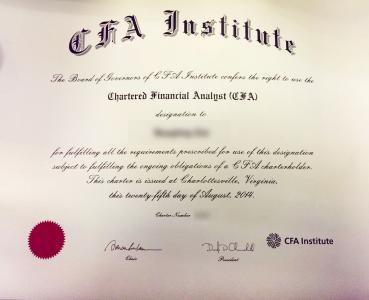 CFA Institute
The Board of Governors of CFA Institute confers the right to use the
Chartered Financial Analyst (CFA)
designation to
for fulfilling all the requirements prescribed for use of this designation
subject to fulfilling the ongoing obligations of a CFA charterholder.
This charter is issued at Charlottesville, Virginia,
this twenty-fifth day of August, 2014.
Charter Number
Chair
President
CFA Institute